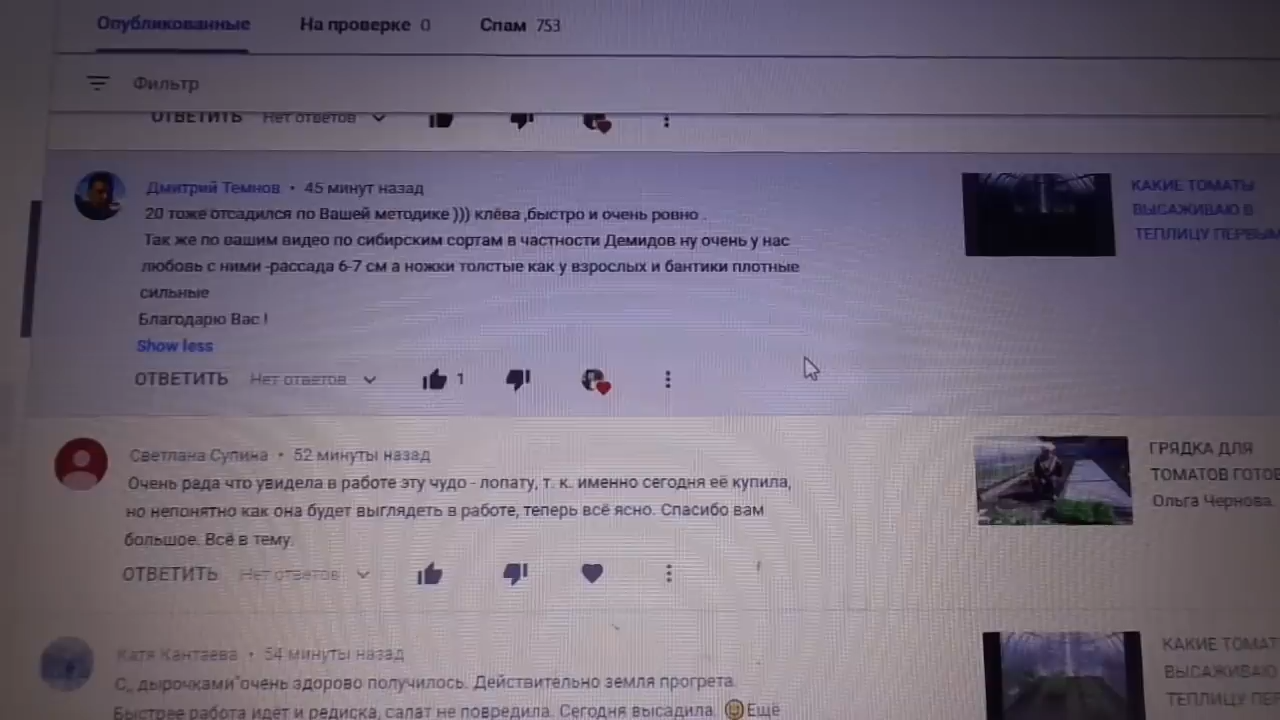 Опубликованные На проверке 0 Спам 753
Фильтр
ОТВЕТИТЬ Нет ответов
Дмитрий Темнов • 45 минут назад
20 тоже отсадился по Вашей методике ))) клёва ,быстро и очень ровно .
Так же по вашим видео по сибирским сортам в частности Демидов ну очень у нас
любовь с ними -рассада 6-7 см а ножки толстые как у взрослых и бантики плотные
сильные
Благодарю Вас !
Show less
ОТВЕТИТЬ Нет ответов 1
КАКИЕ ТОМАТЫ
ВЫСАЖИВАЮ В
ТЕПЛИЦУ ПЕРВЫМ
Светлана Супина • 52 минуты назад
Очень рада что увидела в работе эту чудо - лопату, т. к. именно сегодня её купила,
но непонятно как она будет выглядеть в работе, теперь всё ясно. Спасибо вам
большое. Всё в тему.
ОТВЕТИТЬ Нет ответов
ГРЯДКА ДЛЯ
ТОМАТОВ ГОТОВ
Ольга Чернова.
Катя Кантаева • 54 минуты назад
С,, дырочками"очень здорово получилось. Действительно земля прогрета.
Быстрее работа идет и редиска, салат не повредила. Сегодня высадила. Ещё
КАКИЕ ТОМАТ
ВЫСАЖИВАЮ
ТЕПЛИЦУ ПЕР